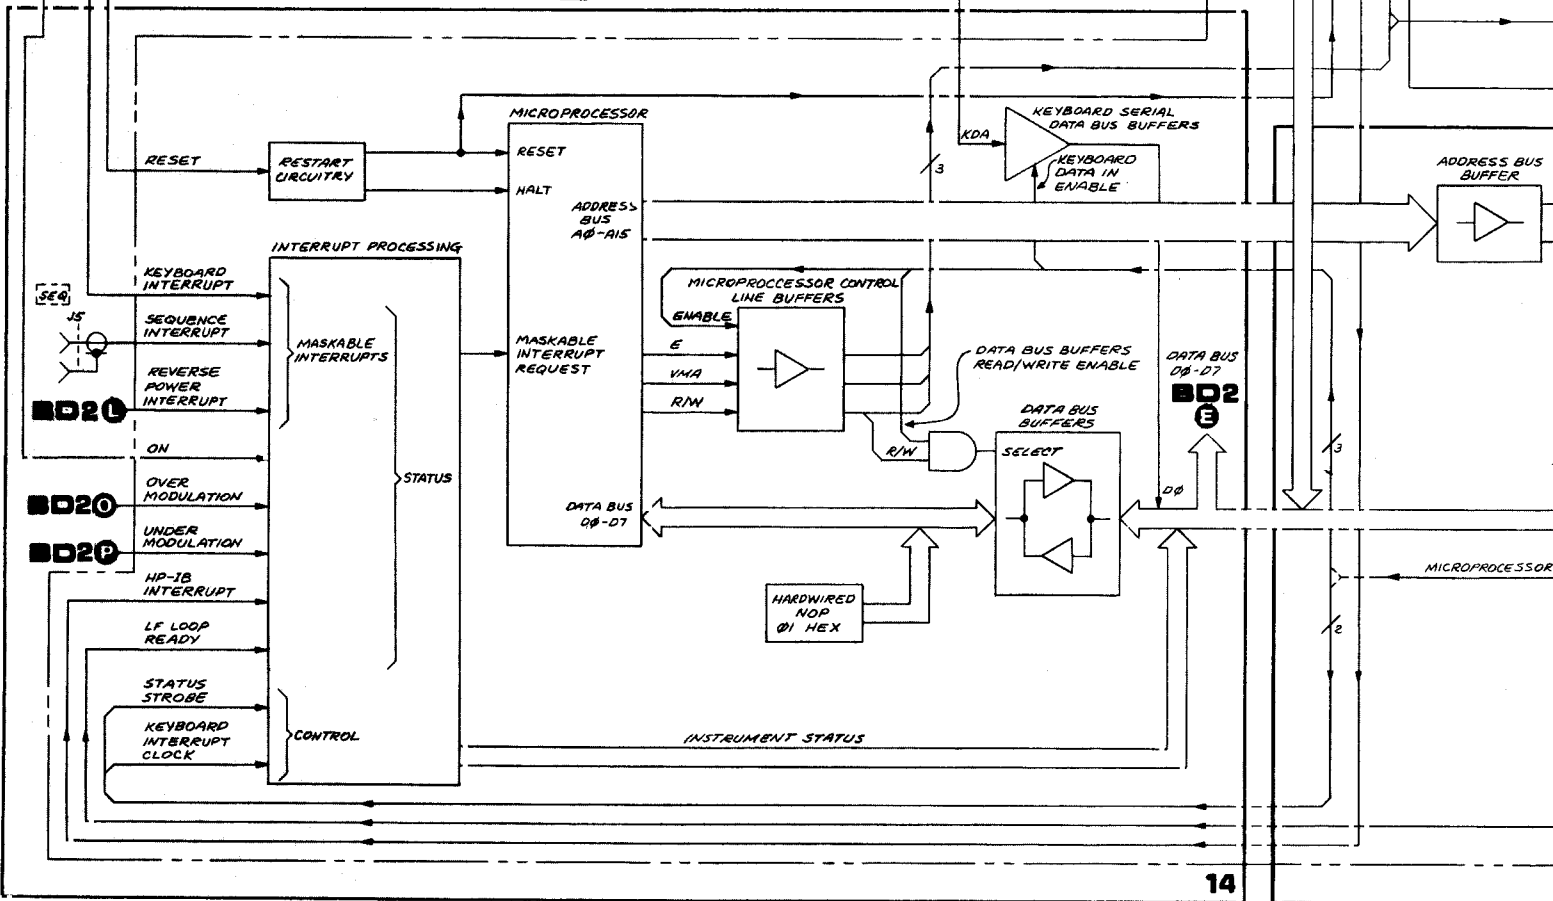 MICROPROCESSOR
KEYBOARD SERIAL
DATA BUS BUFFERS
KDA
RESET
RESTART
CIRCUITRY
RESET
HALT
3
KEYBOARD
DATA IN
ENABLE
ADDRESS BUS
BUFFER
ADDRESS
BUS
AØ-A15
INTERRUPT PROCESSING
KEYBOARD
INTERRUPT
SEQ
J5
SEQUENCE
INTERRUPT
MASKABLE
INTERRUPTS
REVERSE
POWER
INTERRUPT
BD2 L
MICROPROCCESSOR CONTROL
LINE BUFFERS
ENABLE
E
VMA
R/W
MASKABLE
INTERRUPT
REQUEST
DATA BUS BUFFERS
READ/WRITE ENABLE
DATA BUS
DØ-D7
BD2
E
DATA BUS
BUFFERS
R/W
SELECT
3
ON
STATUS
OVER
MODULATION
BD2 O
UNDER
MODULATION
BD2 P
DATA BUS
DØ-D7
DØ
HP-IB
INTERRUPT
HARDWIRED
NOP
Ø1 HEX
MICROPROCESSOR
LF LOOP
READY
2
STATUS
STROBE
KEYBOARD
INTERRUPT
CLOCK
CONTROL
INSTRUMENT STATUS
14